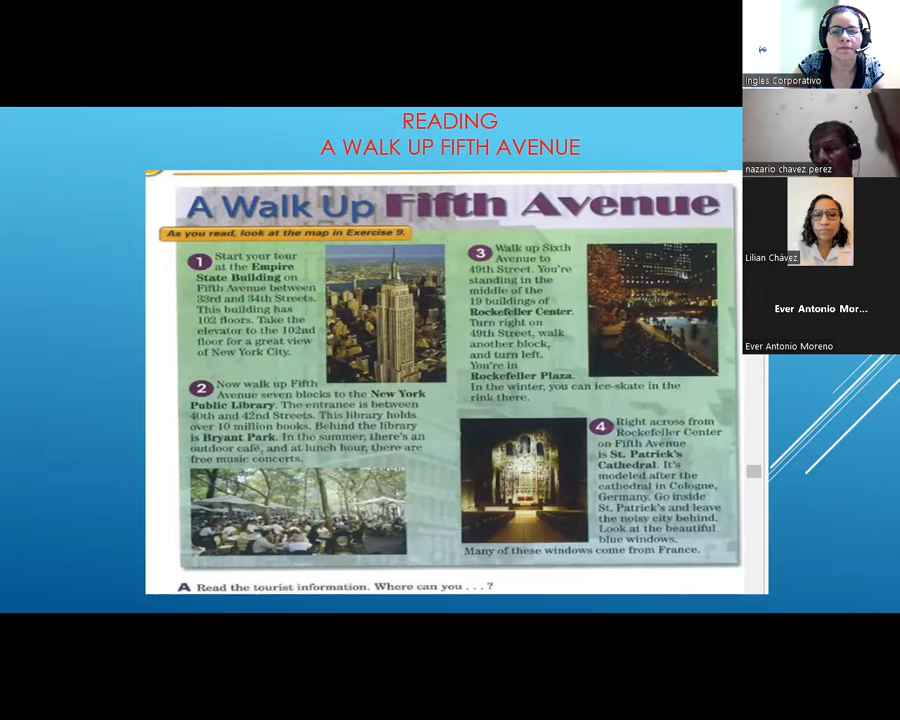 READING
A WALK UP FIFTH AVENUE
A Walk Up Fifth Avenue
As you read, look at the map in Exercise 9.
1 Start your tour
at the Empire
State Building on
Fifth Avenue between
33rd and 34th Streets.
This building has
102 floors. Take the
elevator to the 102nd
floor for a great view
of New York City.
2 Now walk up Fifth
Avenue seven blocks to the New York
Public Library. The entrance is between
40th and 42nd Streets. This library holds
over 10 million books. Behind the library
is Bryant Park. In the summer, there's an
outdoor café, and at lunch hour, there are
free music concerts.
3 Walk up Sixth
Avenue to
49th Street. You're
standing in the
middle of the
19 buildings of
Rockefeller Center.
Turn right on
49th Street, walk
another block,
and turn left.
You're in
Rockefeller Plaza.
In the winter, you can ice-skate in the
rink there.
4 Right across from
Rockefeller Center
on Fifth Avenue
is St. Patrick's
Cathedral. It's
modeled after the
cathedral in Cologne,
Germany. Go inside
St. Patrick's and leave
the noisy city behind.
Look at the beautiful
blue windows.
Many of these windows come from France.
A Read the tourist information. Where can you . . . ?
Ingles Corporativo
nazario chavez perez
Lilian Chávez
Ever Antonio Mor...
Ever Antonio Moreno